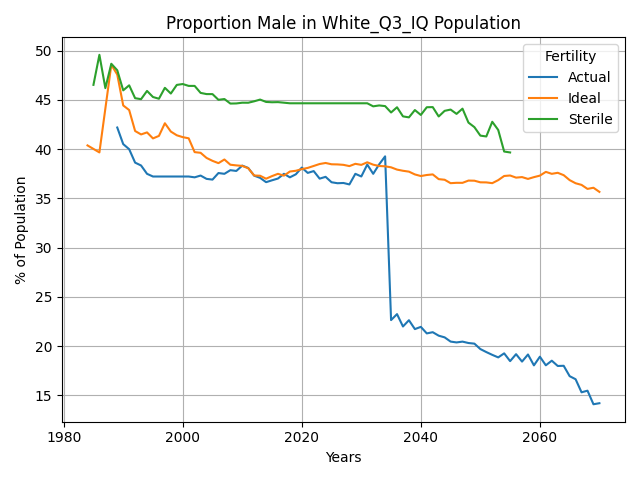 Proportion Male in White_Q3_IQ Population
Fertility
Actual
Ideal
Sterile
% of Population
50
45
40
35
30
25
20
15
1980
2000
2020
2040
2060
Years